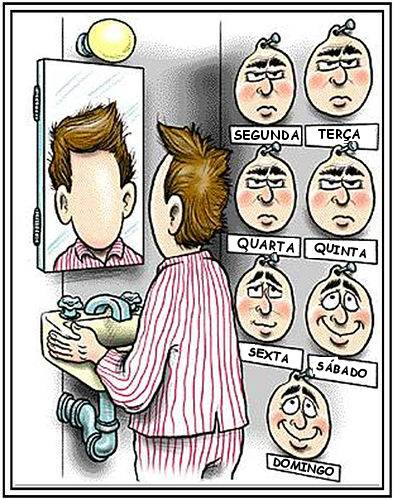 SEGUNDA
TERÇA
QUARTA
QUINTA
SEXTA
SÁBADO
DOMINGO